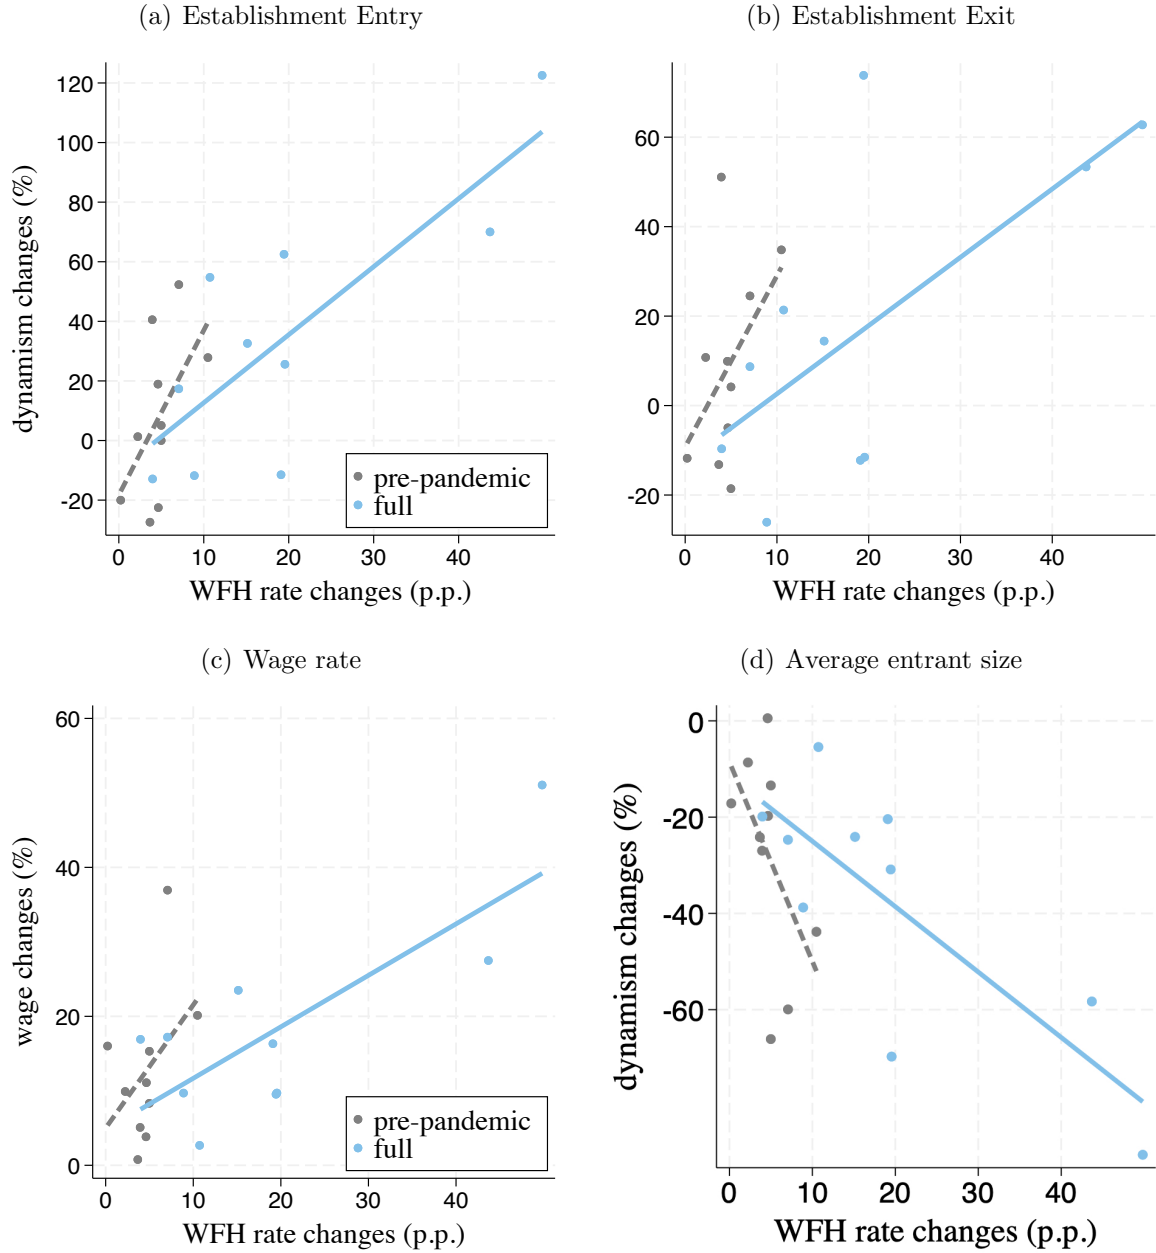 (a) Establishment Entry
dynamism changes (%)
120
100
80
60
40
20
0
-20
0 10 20 30 40
WFH rate changes (p.p.)
pre-pandemic
full
(b) Establishment Exit
60
40
20
0
-20
0 10 20 30 40
WFH rate changes (p.p.)
(c) Wage rate
wage changes (%)
60
40
20
0
0 10 20 30 40
WFH rate changes (p.p.)
pre-pandemic
full
(d) Average entrant size
dynamism changes (%)
0
-20
-40
-60
0 10 20 30 40
WFH rate changes (p.p.)